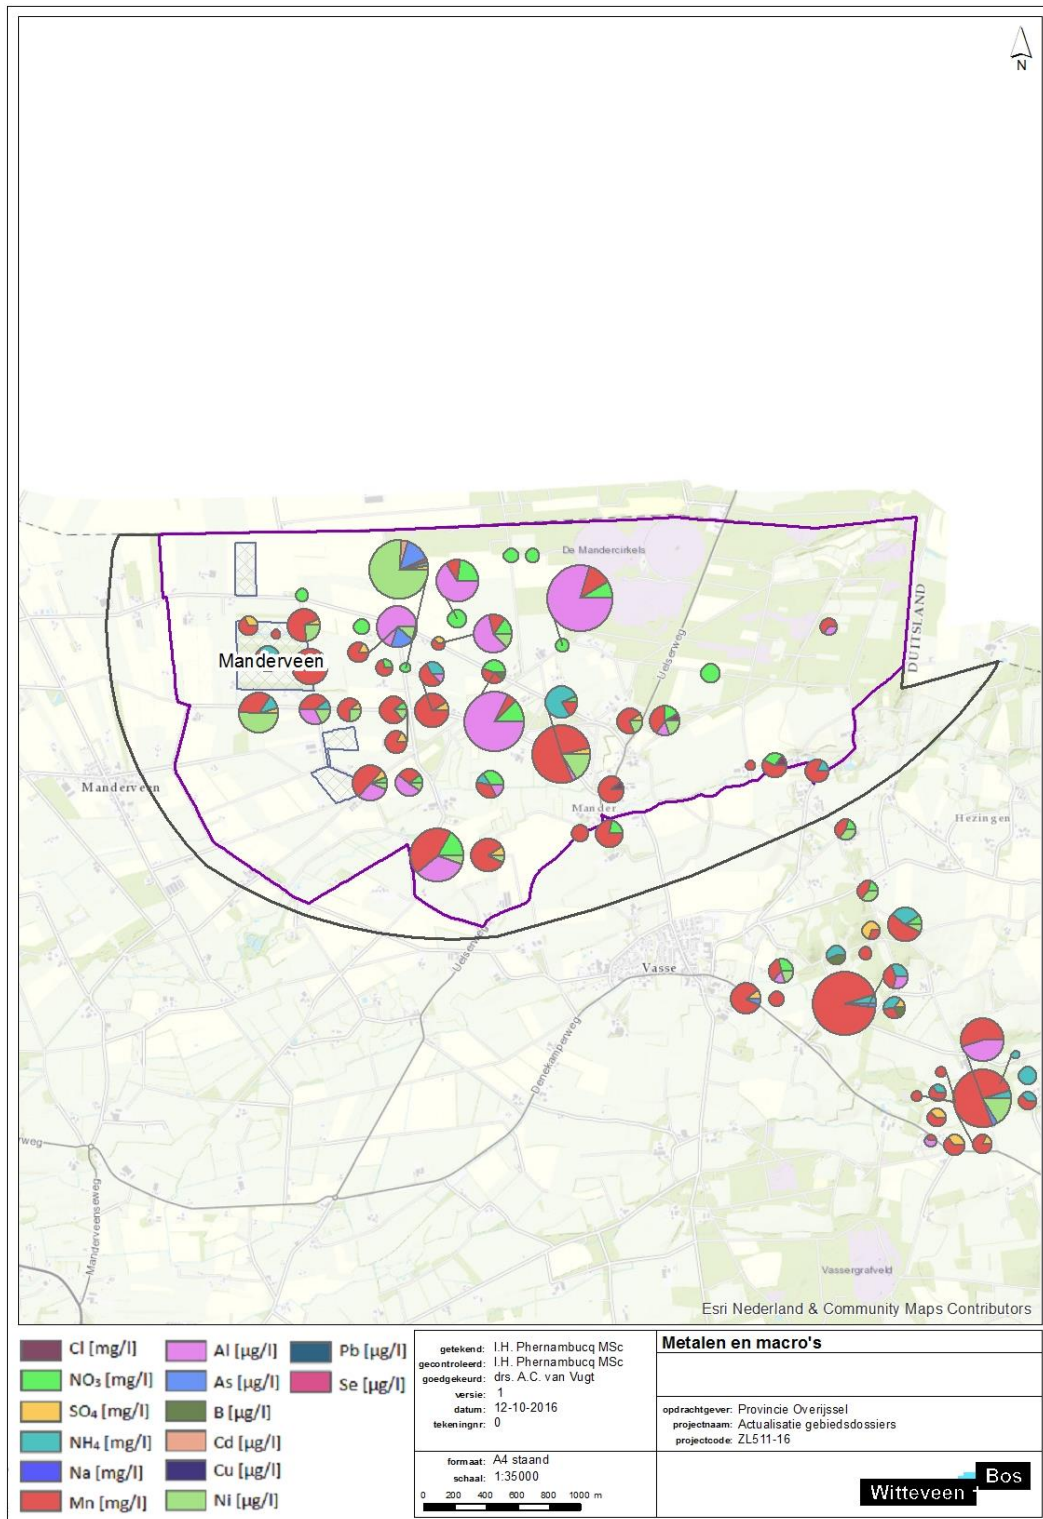 N
De Mandercirkels
Uelserweg
DUITSLAND
Manderveen
Manderveen
Mander
Hezingen
Uelserweg
Vasse
Denekamperweg
rweg
Manderveenseweg
Vassergrafveld
Esri Nederland & Community Maps Contributors
Cl [mg/l]
NO₃ [mg/l]
SO₄ [mg/l]
NH₄ [mg/l]
Na [mg/l]
Mn [mg/l]
Al [µg/l]
As [µg/l]
B [µg/l]
Cd [µg/l]
Cu [µg/l]
Ni [µg/l]
Pb [µg/l]
Se [µg/l]
getekend: I.H. Phernambucq MSc
gecontroleerd: I.H. Phernambucq MSc
goedgekeurd: drs. A.C. van Vugt
versie: 1
datum: 12-10-2016
tekeningnr: 0
formaat: A4 staand
schaal: 1:35000
0 200 400 600 800 1000 m
Metalen en macro's
opdrachtgever: Provincie Overijssel
projectnaam: Actualisatie gebiedsdossiers
projectcode: ZL511-16
Witteveen + Bos